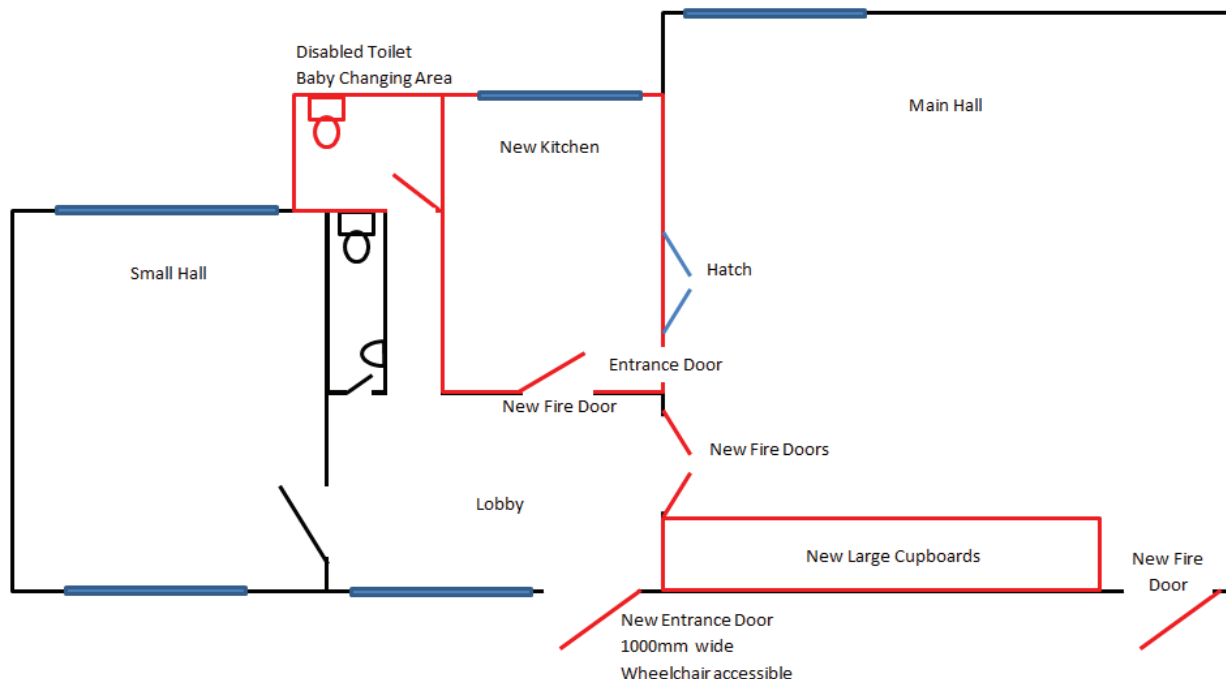 Disabled Toilet
Baby Changing Area
Main Hall
New Kitchen
Small Hall
Hatch
Entrance Door
New Fire Door
New Fire Doors
Lobby
New Large Cupboards
New Fire
Door
New Entrance Door
1000mm wide
Wheelchair accessible